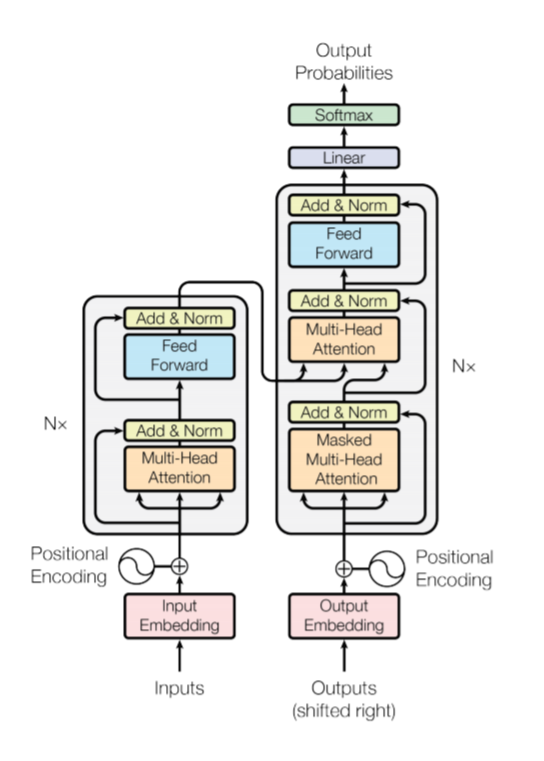 Output
Probabilities
Softmax
Linear
Add & Norm
Feed
Forward
Add & Norm
Multi-Head
Attention
N×
Add & Norm
Masked
Multi-Head
Attention
Add & Norm
Feed
Forward
N×
Add & Norm
Multi-Head
Attention
Positional
Encoding
Positional
Encoding
Input
Embedding
Output
Embedding
Inputs
Outputs
(shifted right)